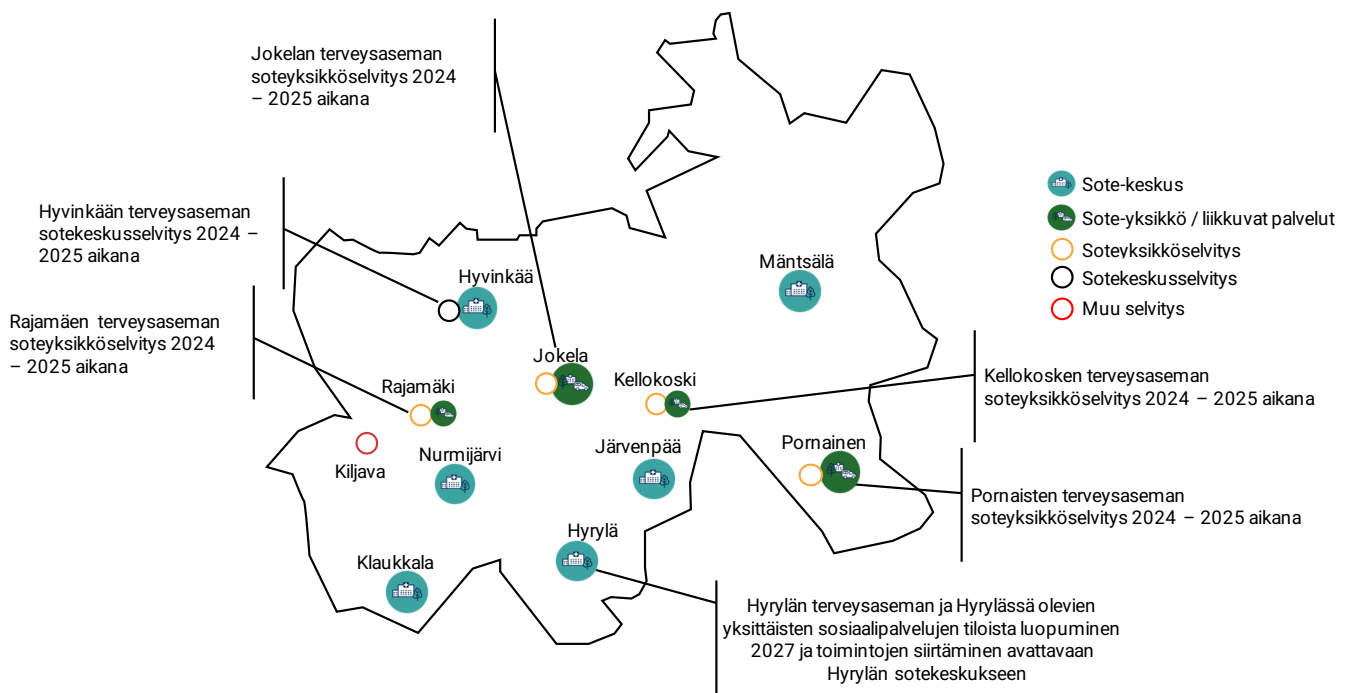 Jokelan terveysaseman
soteyksikköselvitys 2024
– 2025 aikana
Hyvinkään terveysaseman
sotekeskusselvitys 2024 –
2025 aikana
Rajamäen terveysaseman
soteyksikköselvitys 2024
– 2025 aikana
Hyvinkää
Mäntsälä
Jokela
Kellokoski
Rajamäki
Kiljava
Nurmijärvi
Järvenpää
Pornainen
Hyrylä
Klaukkala
Sote-keskus
Sote-yksikkö / liikkuvat palvelut
Soteyksikköselvitys
Sotekeskusselvitys
Muu selvitys
Kellokosken terveysaseman
soteyksikköselvitys 2024 – 2025 aikana
Pornaisten terveysaseman
soteyksikköselvitys 2024 – 2025 aikana
Hyrylän terveysaseman ja Hyrylässä olevien
yksittäisten sosiaalipalvelujen tiloista luopuminen
2027 ja toimintojen siirtäminen avattavaan
Hyrylän sotekeskukseen